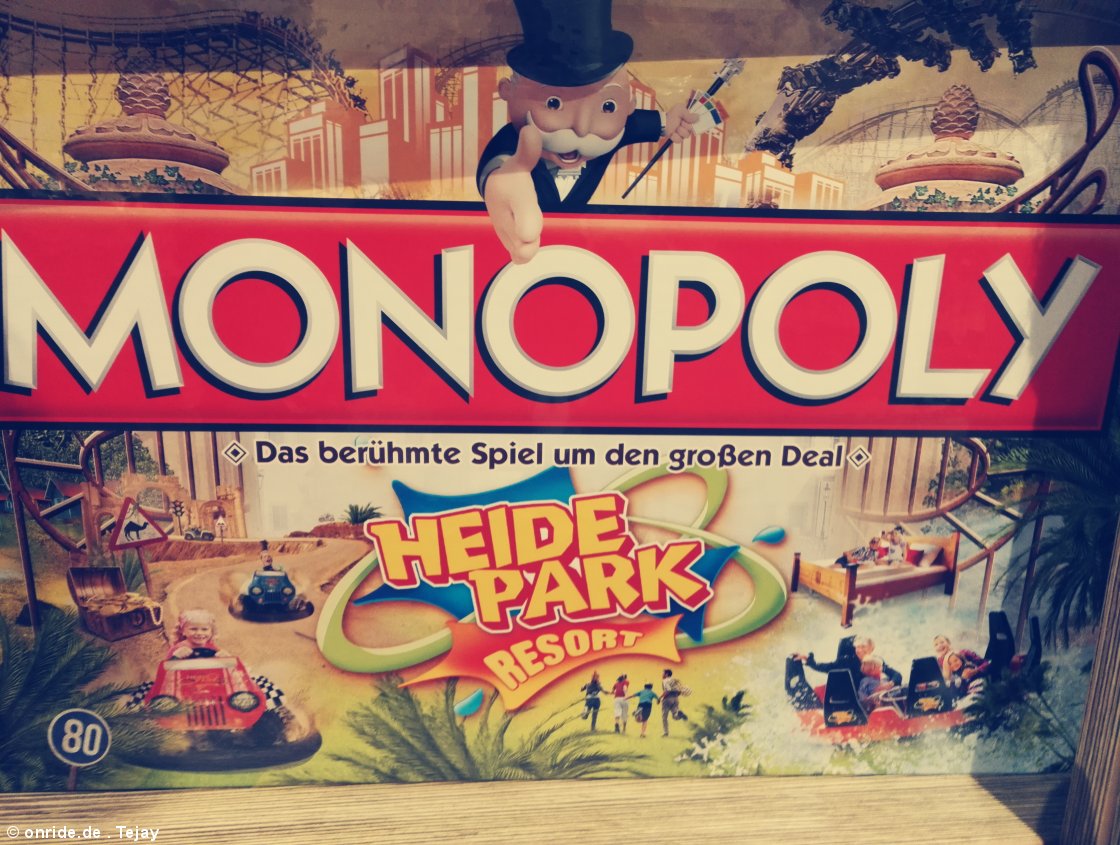 MONOPOLY
Das berühmte Spiel um den großen Deal
HEIDE
PARK
RESORT
80
© onride.de . Tejay